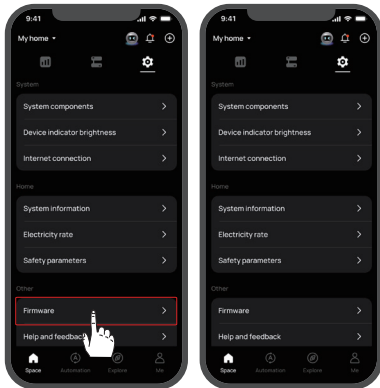 9:41
My home
System
System components
Device indicator brightness
Internet connection
Home
System information
Electricity rate
Safety parameters
Other
Firmware
Help and feedback
Space
Automation
Explore
Me
9:41
My home
System
System components
Device indicator brightness
Internet connection
Home
System information
Electricity rate
Safety parameters
Other
Firmware
Help and feedback
Space
Automation
Explore
Me